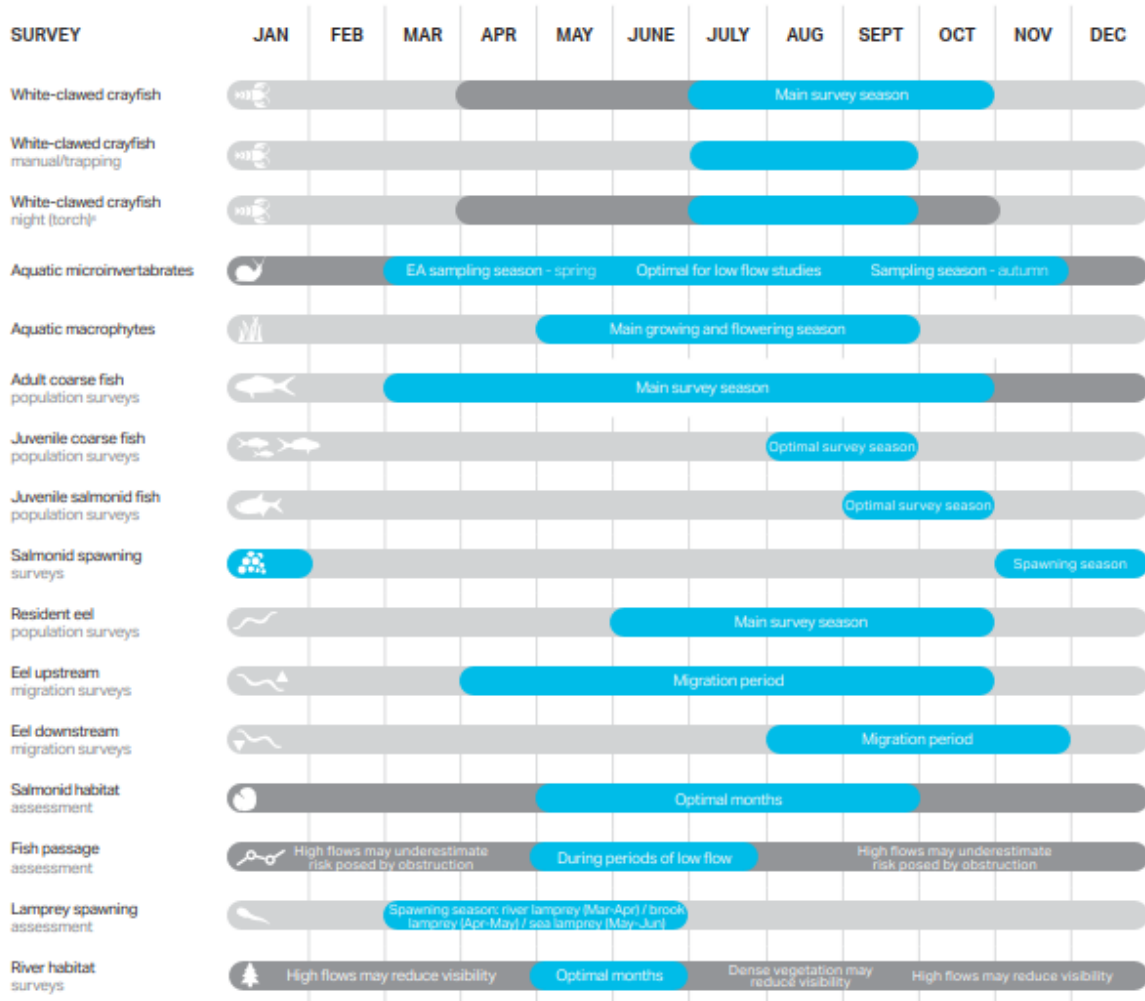 SURVEY JAN FEB MAR APR MAY JUNE JULY AUG SEPT OCT NOV DEC
White-clawed crayfish
Main survey season
White-clawed crayfish
manual/trapping
White-clawed crayfish
night (torch)
Aquatic microinvertabrates
EA sampling season - spring Optimal for low flow studies Sampling season - autumn
Aquatic macrophytes
Main growing and flowering season
Adult coarse fish
population surveys
Main survey season
Juvenile coarse fish
population surveys
Optimal survey season
Juvenile salmonid fish
population surveys
Optimal survey season
Salmonid spawning
surveys
Spawning season
Resident eel
population surveys
Main survey season
Eel upstream
migration surveys
Migration period
Eel downstream
migration surveys
Migration period
Salmonid habitat
assessment
Optimal months
Fish passage
assessment
High flows may underestimate
risk posed by obstruction
During periods of low flow
High flows may underestimate
risk posed by obstruction
Lamprey spawning
assessment
Spawning season: river lamprey (Mar-Apr) / brook
lamprey (Apr-May) / sea lamprey (May-Jun)
River habitat
surveys
High flows may reduce visibility
Optimal months
Dense vegetation may
reduce visibility
High flows may reduce visibility